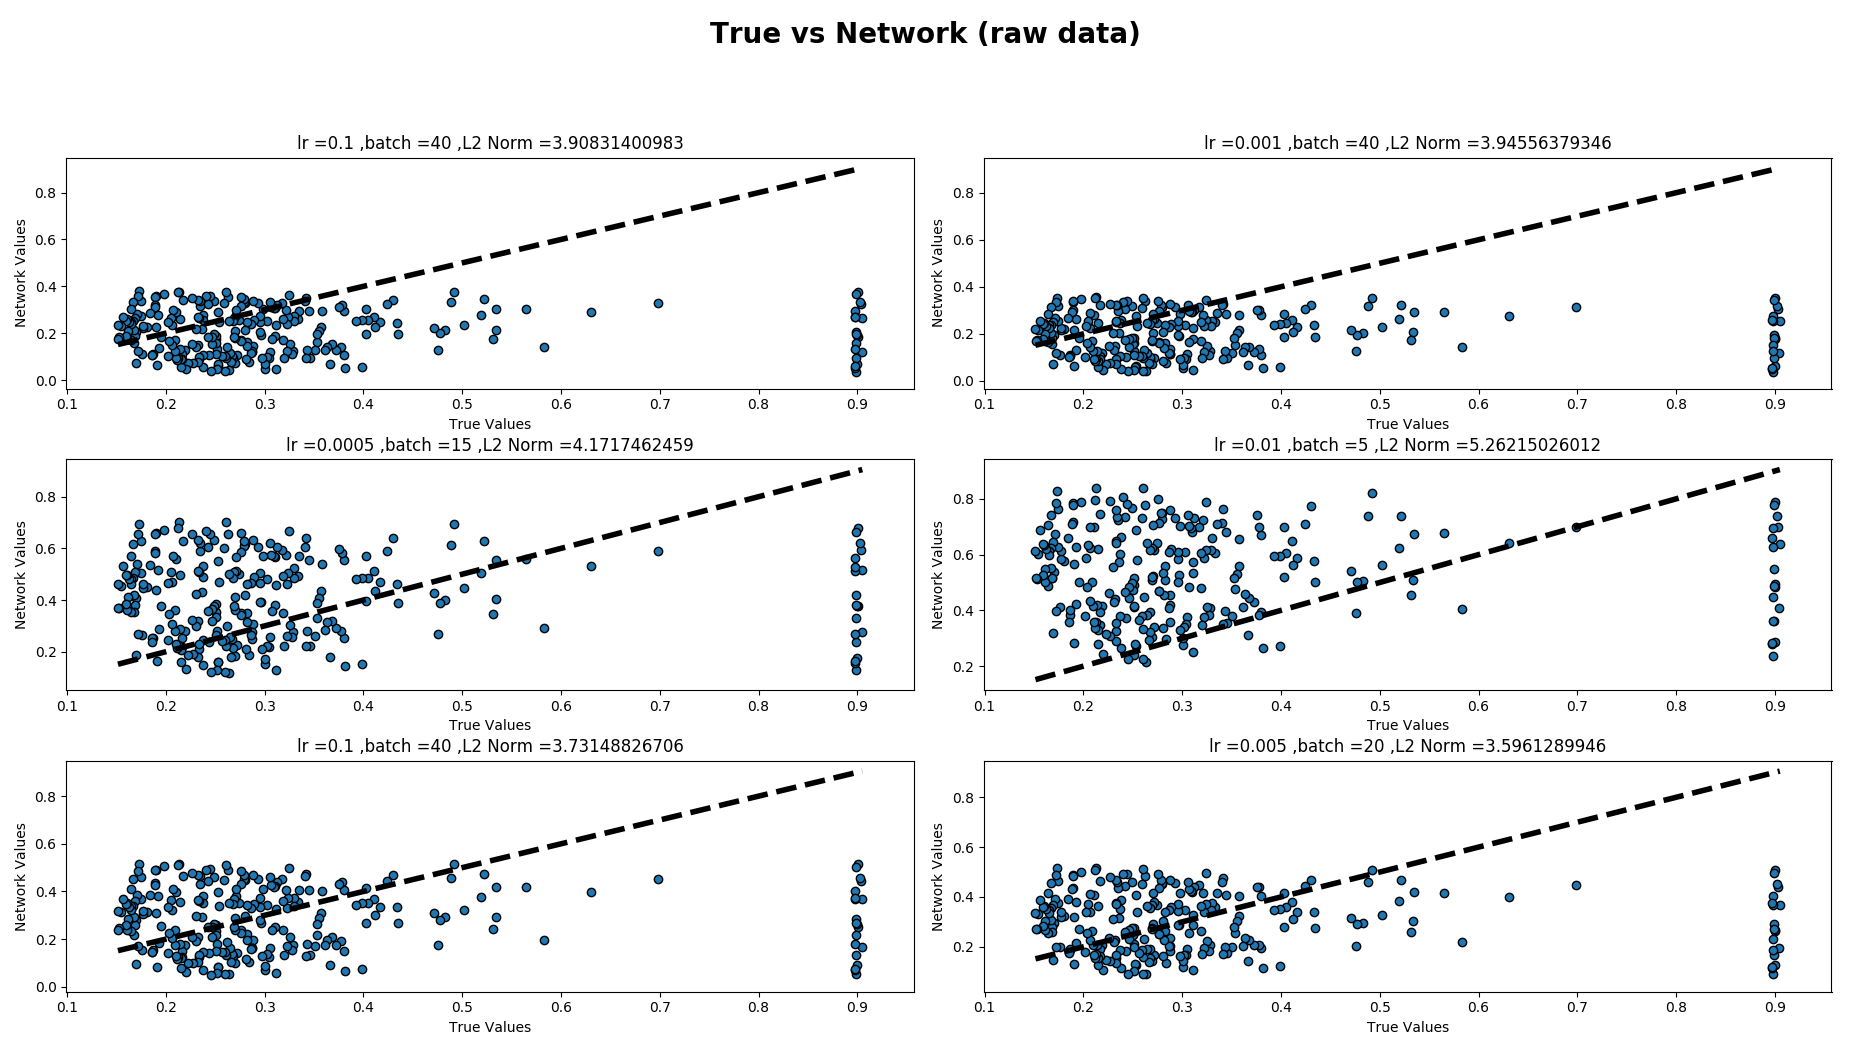 True vs Network (raw data)
lr =0.1 ,batch =40 ,L2 Norm =3.90831400983
Network Values
0.8
0.6
0.4
0.2
0.0
0.1 0.2 0.3 0.4 0.5 0.6 0.7 0.8 0.9
True Values
lr =0.001 ,batch =40 ,L2 Norm =3.94556379346
Network Values
0.8
0.6
0.4
0.2
0.0
0.1 0.2 0.3 0.4 0.5 0.6 0.7 0.8 0.9
True Values
lr =0.0005 ,batch =15 ,L2 Norm =4.1717462459
Network Values
0.8
0.6
0.4
0.2
0.1 0.2 0.3 0.4 0.5 0.6 0.7 0.8 0.9
True Values
lr =0.01 ,batch =5 ,L2 Norm =5.26215026012
Network Values
0.8
0.6
0.4
0.2
0.1 0.2 0.3 0.4 0.5 0.6 0.7 0.8 0.9
True Values
lr =0.1 ,batch =40 ,L2 Norm =3.73148826706
Network Values
0.8
0.6
0.4
0.2
0.0
0.1 0.2 0.3 0.4 0.5 0.6 0.7 0.8 0.9
True Values
lr =0.005 ,batch =20 ,L2 Norm =3.5961289946
Network Values
0.8
0.6
0.4
0.2
0.1 0.2 0.3 0.4 0.5 0.6 0.7 0.8 0.9
True Values